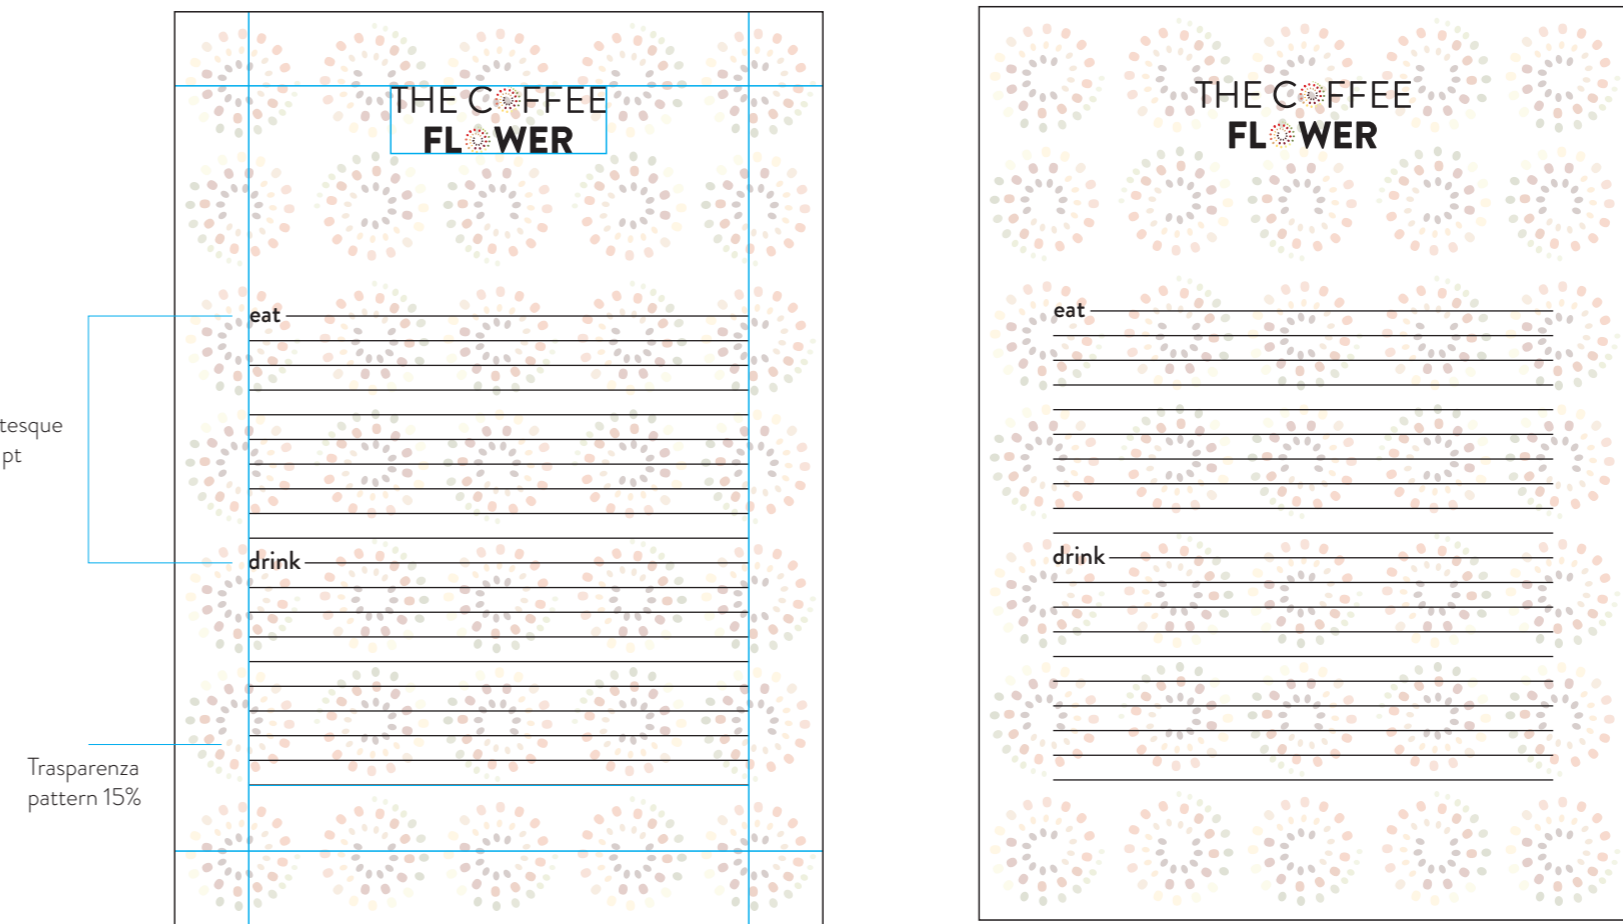 THE COFFEE
FLOWER
eat
drink
tesque
pt
Trasparenza
pattern 15%
THE COFFEE
FLOWER
eat
drink